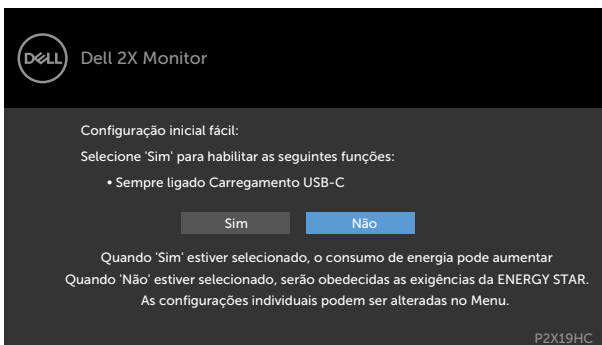 DELL
Dell 2X Monitor
Configuração inicial fácil:
Selecione 'Sim' para habilitar as seguintes funções:
• Sempre ligado Carregamento USB-C
Sim Não
Quando 'Sim' estiver selecionado, o consumo de energia pode aumentar
Quando 'Não' estiver selecionado, serão obedecidas as exigências da ENERGY STAR.
As configurações individuais podem ser alteradas no Menu.
P2X19HC